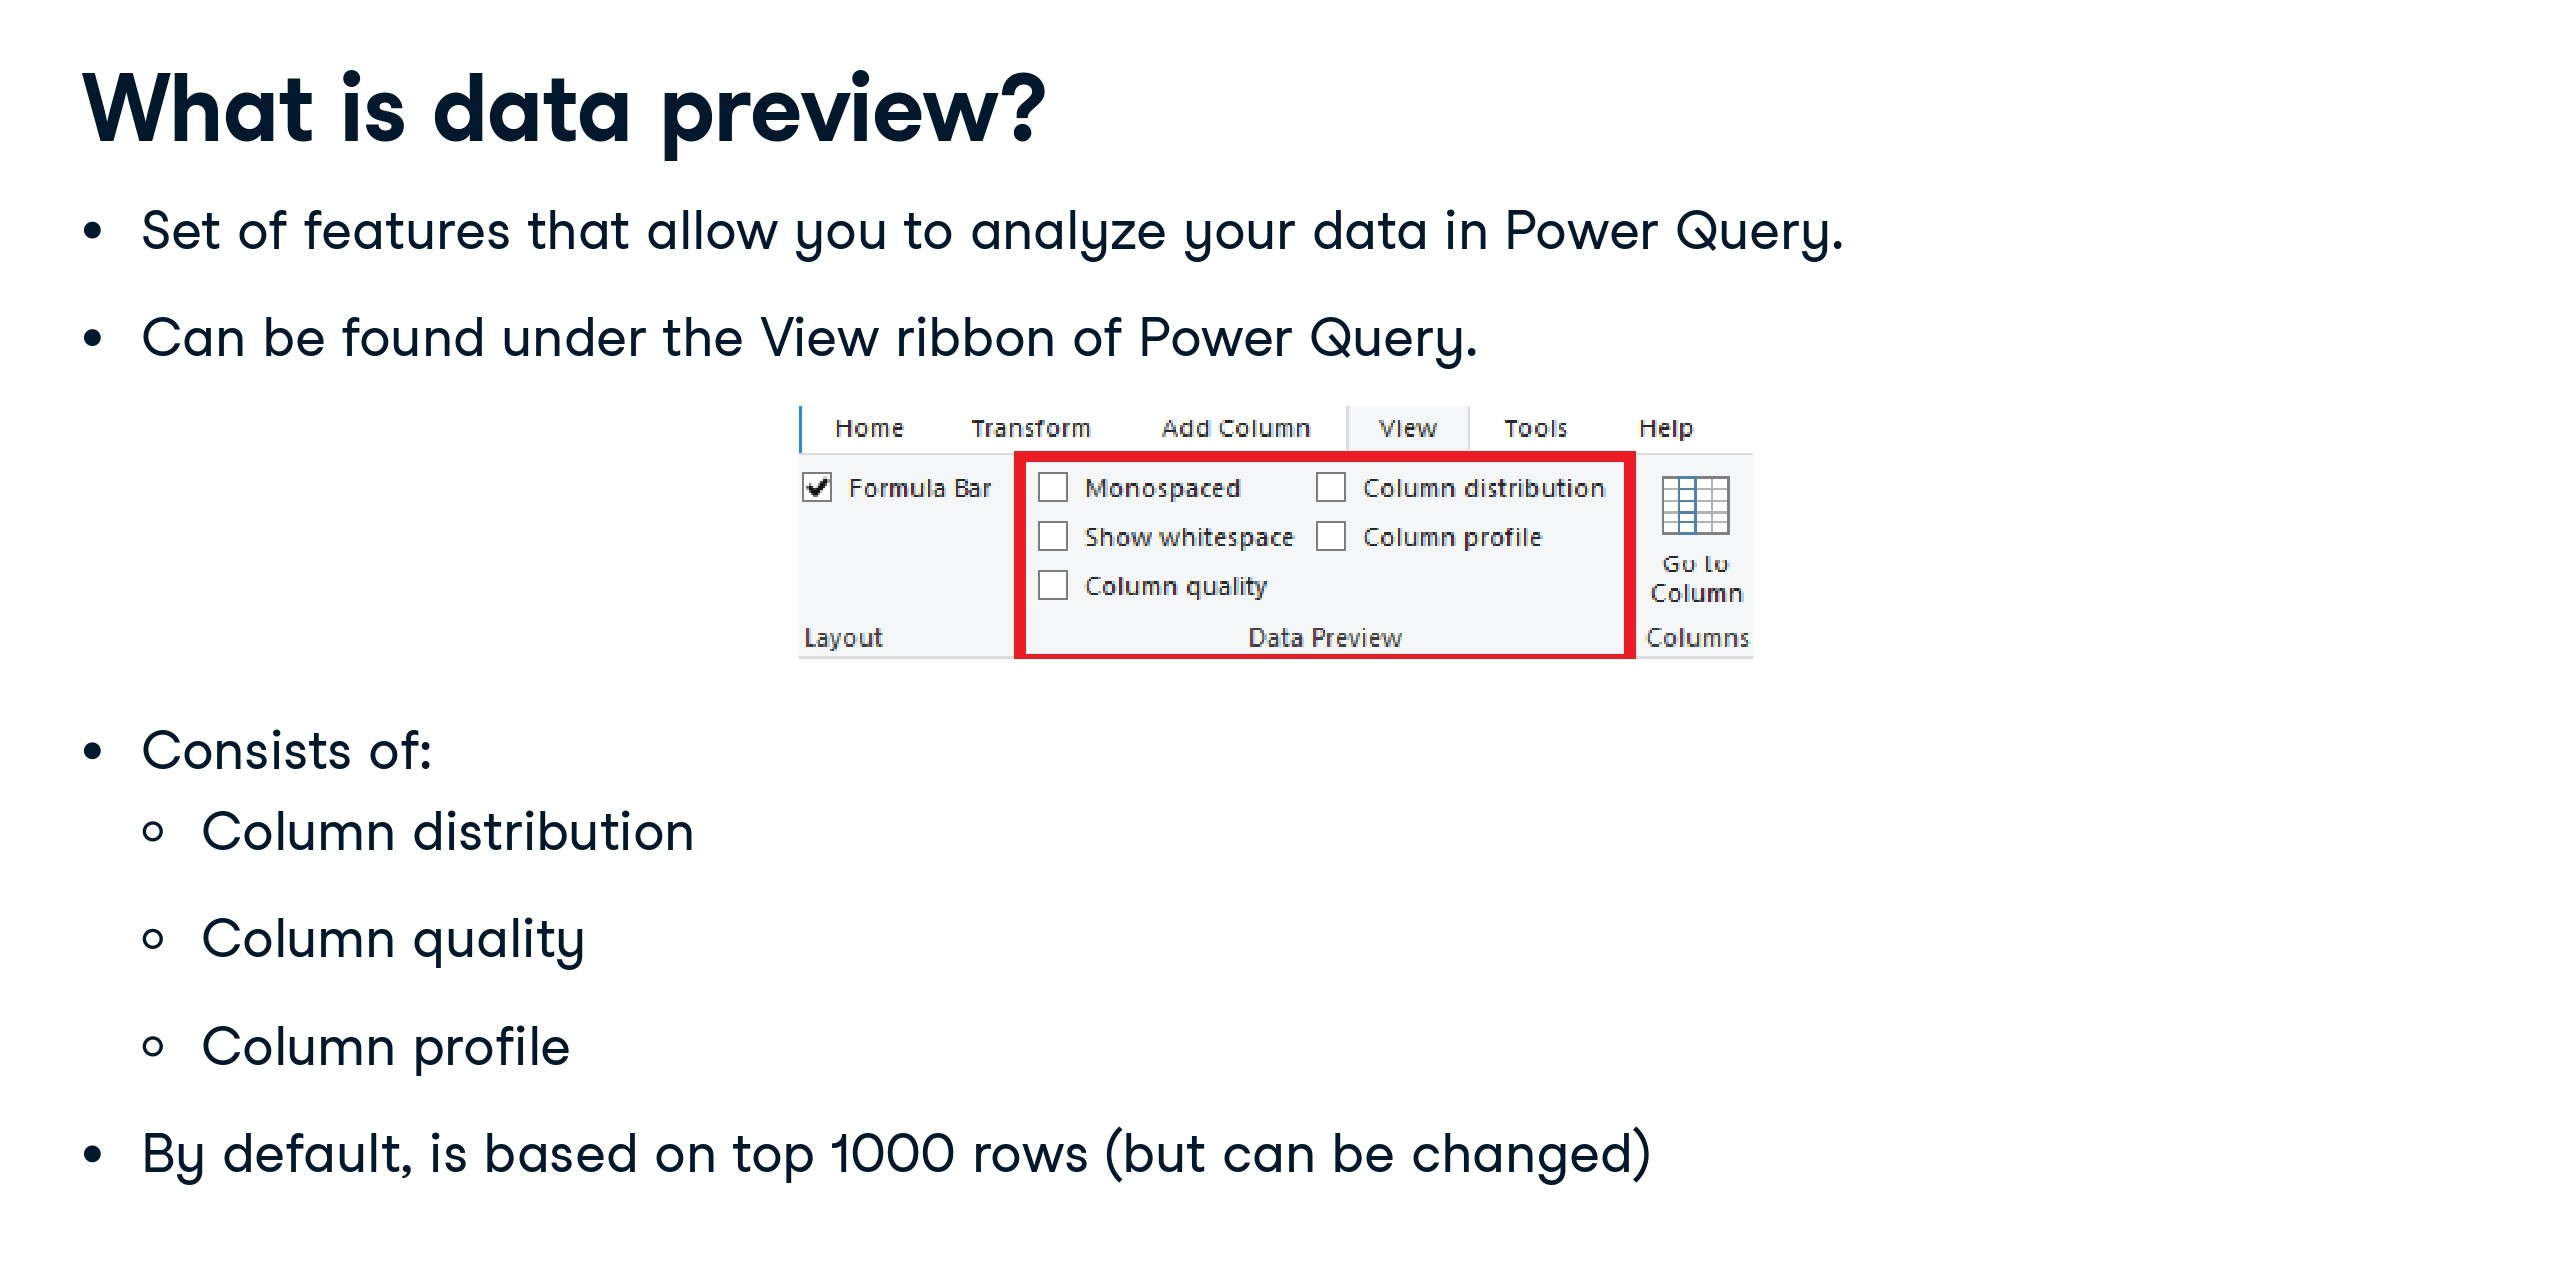 What is data preview?
• Set of features that allow you to analyze your data in Power Query.
• Can be found under the View ribbon of Power Query.
Home Transform Add Column View Tools Help
Formula Bar
Monospaced Column distribution
Show whitespace Column profile
Column quality
Go to
Column
Layout Data Preview Columns
• Consists of:
○ Column distribution
○ Column quality
○ Column profile
• By default, is based on top 1000 rows (but can be changed)